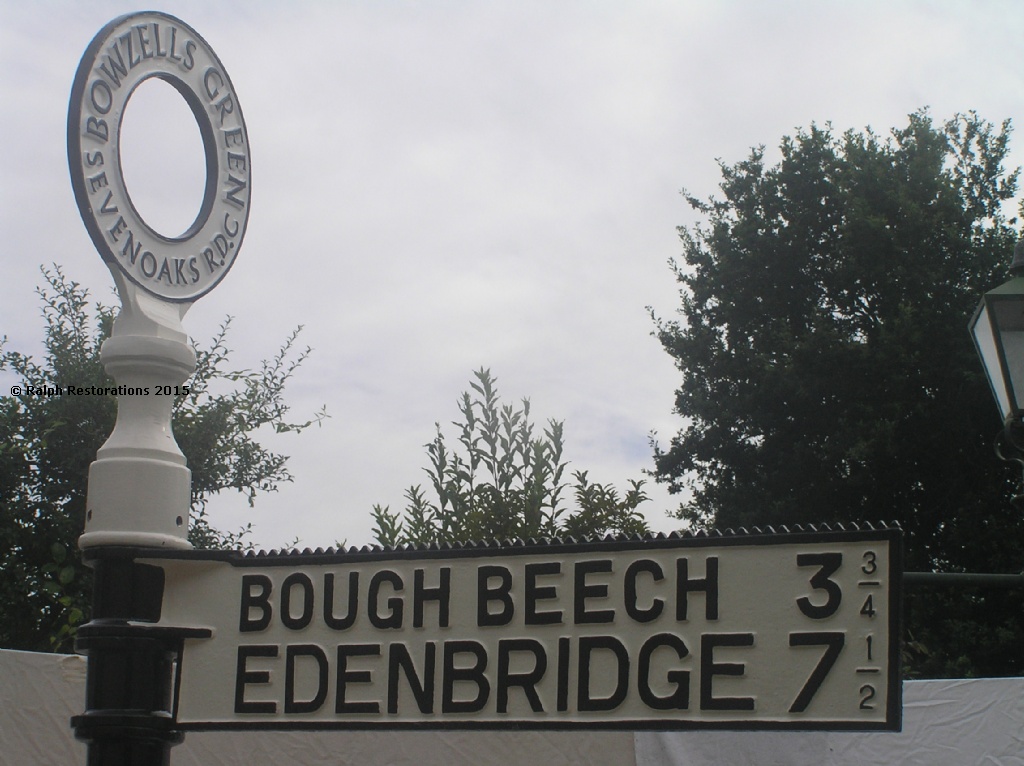 BOWZELLS GREEN
SEVENOAKS R.D.C
© Ralph Restorations 2015
BOUGH BEECH 3 3/4
EDENBRIDGE 7 1/2